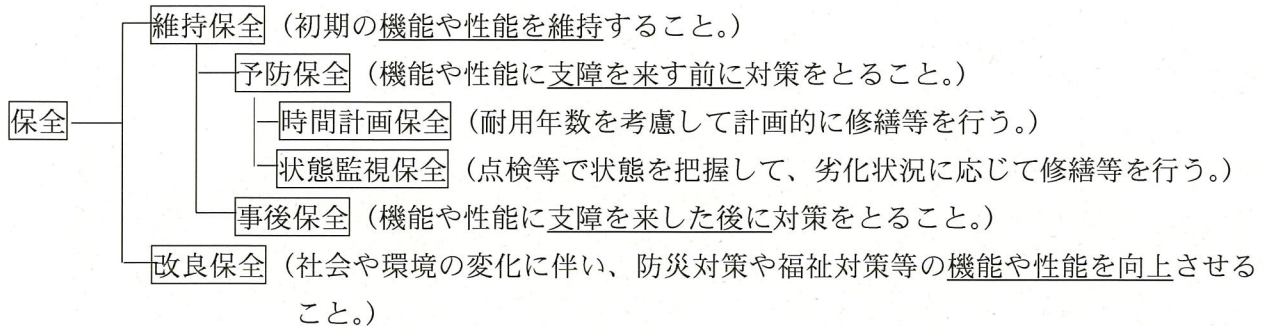 維持保全（初期の機能や性能を維持すること。）
予防保全（機能や性能に支障を来す前に対策をとること。）
保全
時間計画保全（耐用年数を考慮して計画的に修繕等を行う。）
状態監視保全（点検等で状態を把握して、劣化状況に応じて修繕等を行う。）
事後保全（機能や性能に支障を来した後に対策をとること。）
改良保全（社会や環境の変化に伴い、防災対策や福祉対策等の機能や性能を向上させる
こと。）